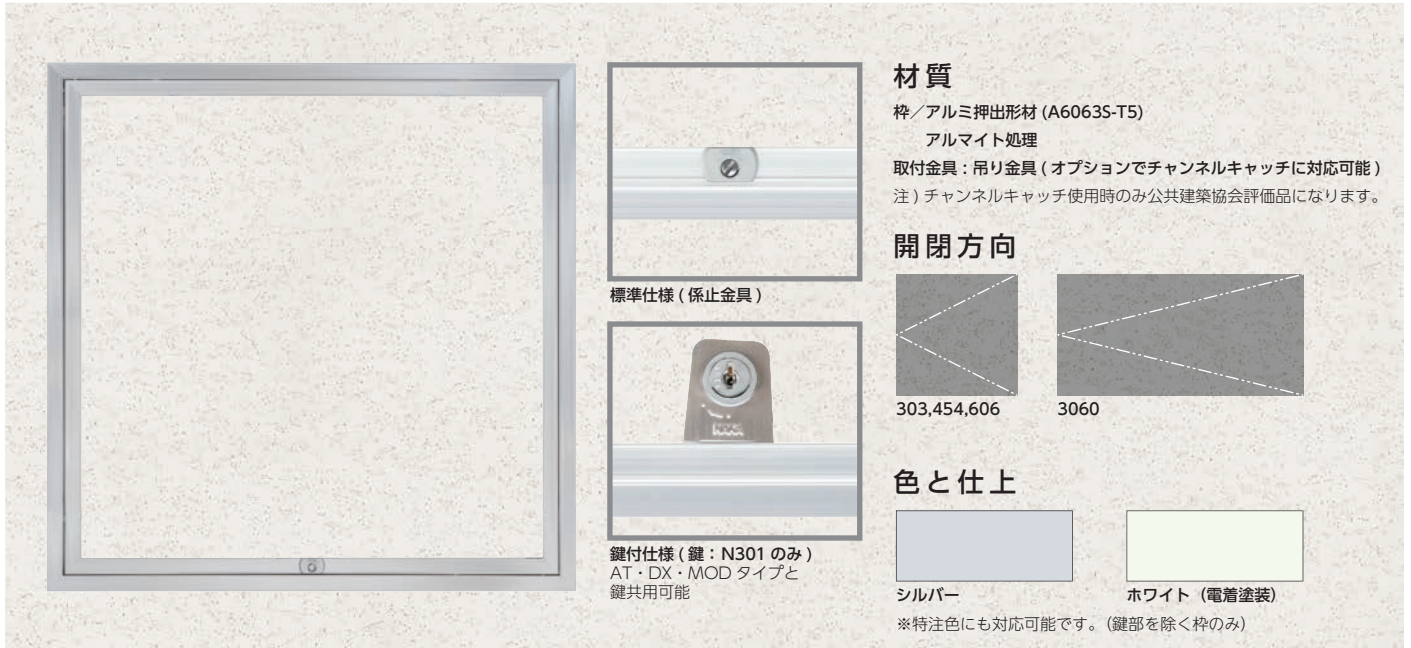 標準仕様 ( 係止金具 )
NAKA
鍵付仕様 ( 鍵：N301 のみ )
AT・DX・MOD タイプと
鍵共用可能
材質
枠／アルミ押出形材 (A6063S-T5)
アルマイト処理
取付金具 : 吊り金具 ( オプションでチャンネルキャッチに対応可能 )
注 ) チャンネルキャッチ使用時のみ公共建築協会評価品になります。
開閉方向
303,454,606
3060
色と仕上
シルバー
ホワイト（電着塗装）
※特注色にも対応可能です。（鍵部を除く枠のみ）